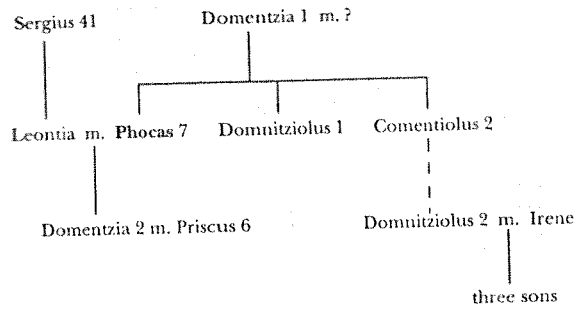 Sergius 41 Domentzia 1 m. ?
Leontia m. Phocas 7 Domnitziolus 1 Comentiolus 2
Domentzia 2 m. Priscus 6 Domnitziolus 2 m. Irene
three sons